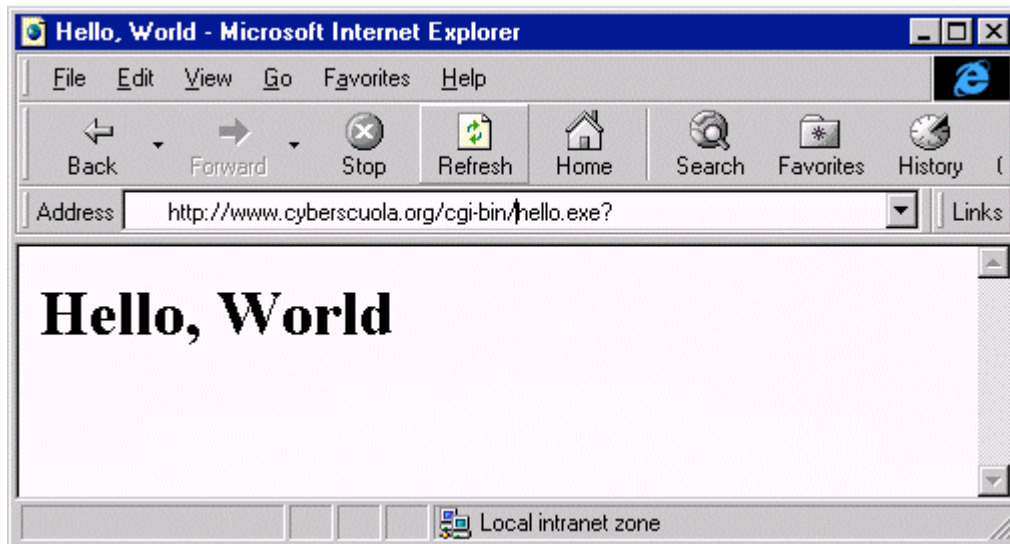 Hello, World - Microsoft Internet Explorer
File Edit View Go Favorites Help
Back Forward Stop Refresh Home Search Favorites History
Address http://www.cyberscuola.org/cgi-bin/hello.exe? Links
Hello, World
Local intranet zone